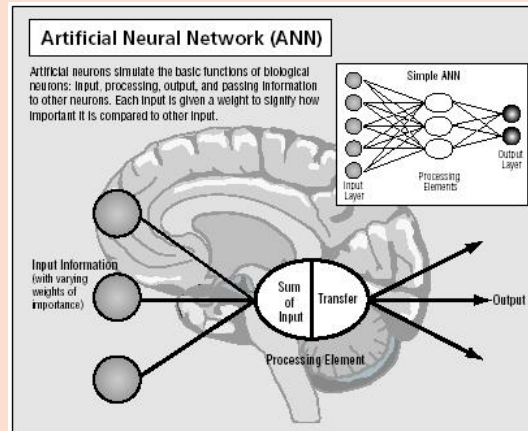 Artificial Neural Network (ANN)
Artificial neurons simulate the basic functions of biological
neurons: input, processing, output, and passing information
to other neurons. Each input is given a weight to signify how
important it is compared to other input.
Simple ANN
Input
Layer
Processing
Elements
Output
Layer
Input Information
(with varying
weights of
importance)
Sum
of
Input
Transfer
Output
Processing Element